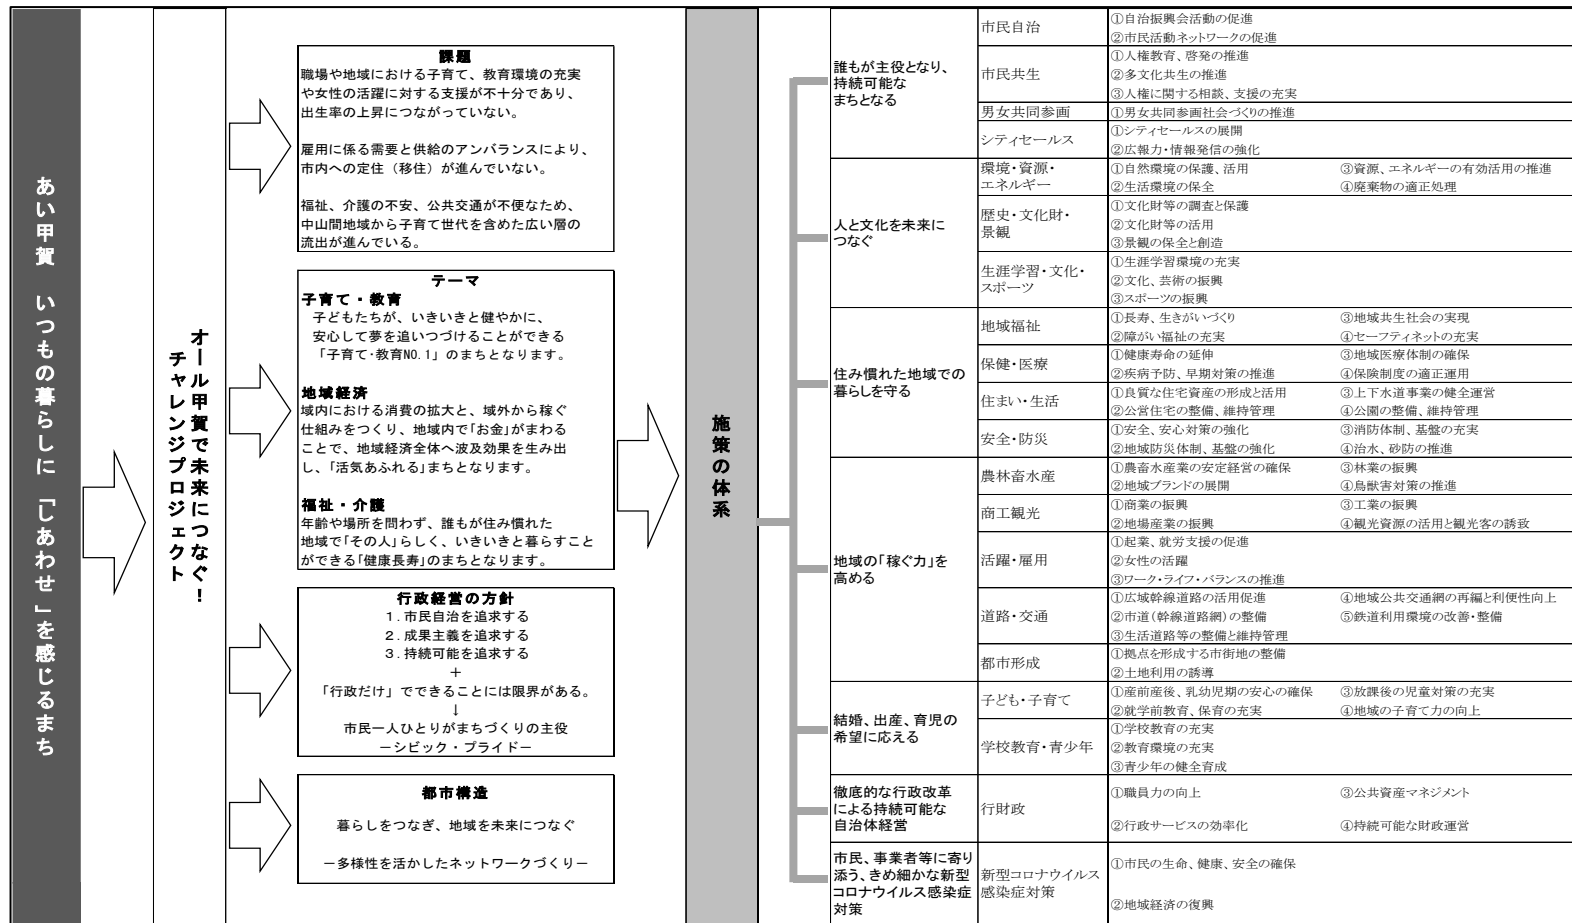 あい甲賀 いつもの暮らしに 「しあわせ」を感じるまち
オール甲賀で未来につなぐ！
チャレンジプロジェクト
課題
職場や地域における子育て、教育環境の充実
や女性の活躍に対する支援が不十分であり、
出生率の上昇につながっていない。
雇用に係る需要と供給のアンバランスにより、
市内への定住（移住）が進んでいない。
福祉、介護の不安、公共交通が不便なため、
中山間地域から子育て世代を含めた広い層の
流出が進んでいる。
テーマ
子育て・教育
子どもたちが、いきいきと健やかに、
安心して夢を追いつづけることができる
「子育て・教育NO.1」のまちとなります。
地域経済
域内における消費の拡大と、域外から稼ぐ
仕組みをつくり、地域内で「お金」がまわる
ことで、地域経済全体へ波及効果を生み出
し、「活気あふれる」まちとなります。
福祉・介護
年齢や場所を問わず、誰もが住み慣れた
地域で「その人」らしく、いきいきと暮らすこと
ができる「健康長寿」のまちとなります。
行政経営の方針
１．市民自治を追求する
２．成果主義を追求する
３．持続可能を追求する
＋
「行政だけ」でできることには限界がある。
↓
市民一人ひとりがまちづくりの主役
－シビック・プライド－
都市構造
暮らしをつなぎ、地域を未来につなぐ
－多様性を活かしたネットワークづくり－
施策の体系
誰もが主役となり、
持続可能な
まちとなる
市民自治
①自治振興会活動の促進
②市民活動ネットワークの促進
市民共生
①人権教育、啓発の推進
②多文化共生の推進
③人権に関する相談、支援の充実
男女共同参画
①男女共同参画社会づくりの推進
シティセールス
①シティセールスの展開
②広報力・情報発信の強化
人と文化を未来に
つなぐ
環境・資源・
エネルギー
①自然環境の保護、活用 ③資源、エネルギーの有効活用の推進
②生活環境の保全 ④廃棄物の適正処理
歴史・文化財・
景観
①文化財等の調査と保護
②文化財等の活用
③景観の保全と創造
生涯学習・文化・
スポーツ
①生涯学習環境の充実
②文化、芸術の振興
③スポーツの振興
住み慣れた地域での
暮らしを守る
地域福祉
①長寿、生きがいづくり ③地域共生社会の実現
②障がい福祉の充実 ④セーフティネットの充実
保健・医療
①健康寿命の延伸 ③地域医療体制の確保
②疾病予防、早期対策の推進 ④保険制度の適正運用
住まい・生活
①良質な住宅資産の形成と活用 ③上下水道事業の健全運営
②公営住宅の整備、維持管理 ④公園の整備、維持管理
安全・防災
①安全、安心対策の強化 ③消防体制、基盤の充実
②地域防災体制、基盤の強化 ④治水、砂防の推進
地域の「稼ぐ力」を
高める
農林畜水産
①農畜水産業の安定経営の確保 ③林業の振興
②地域ブランドの展開 ④鳥獣害対策の推進
商工観光
①商業の振興 ③工業の振興
②地場産業の振興 ④観光資源の活用と観光客の誘致
活躍・雇用
①起業、就労支援の促進
②女性の活躍
③ワーク・ライフ・バランスの推進
道路・交通
①広域幹線道路の活用促進 ④地域公共交通網の再編と利便性向上
②市道（幹線道路網）の整備 ⑤鉄道利用環境の改善・整備
③生活道路等の整備と維持管理
都市形成
①拠点を形成する市街地の整備
②土地利用の誘導
結婚、出産、育児の
希望に応える
子ども・子育て
①産前産後、乳幼児期の安心の確保 ③放課後の児童対策の充実
②就学前教育、保育の充実 ④地域の子育て力の向上
学校教育・青少年
①学校教育の充実
②教育環境の充実
③青少年の健全育成
徹底的な行政改革
による持続可能な
自治体経営
行財政
①職員力の向上 ③公共資産マネジメント
②行政サービスの効率化 ④持続可能な財政運営
市民、事業者等に寄り
添う、きめ細かな新型
コロナウイルス感染症
対策
新型コロナウイルス
感染症対策
①市民の生命、健康、安全の確保
②地域経済の復興